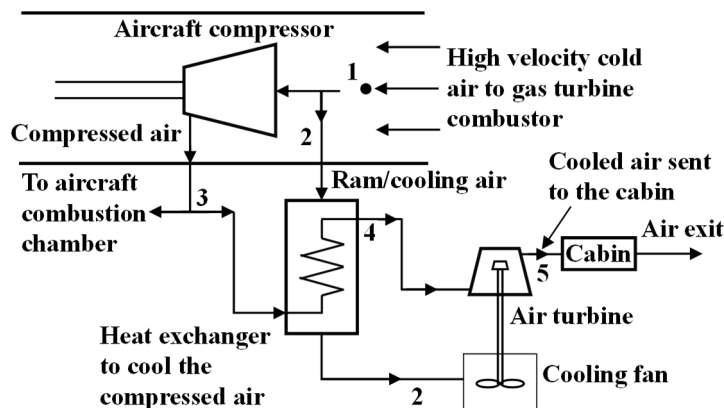 Aircraft compressor
1
High velocity cold
air to gas turbine
combustor
Compressed air
2
Cooled air sent
to the cabin
To aircraft
combustion
chamber
3
Ram/cooling air
4
Air exit
Cabin
5
Air turbine
Heat exchanger
to cool the
compressed air
Cooling fan
2